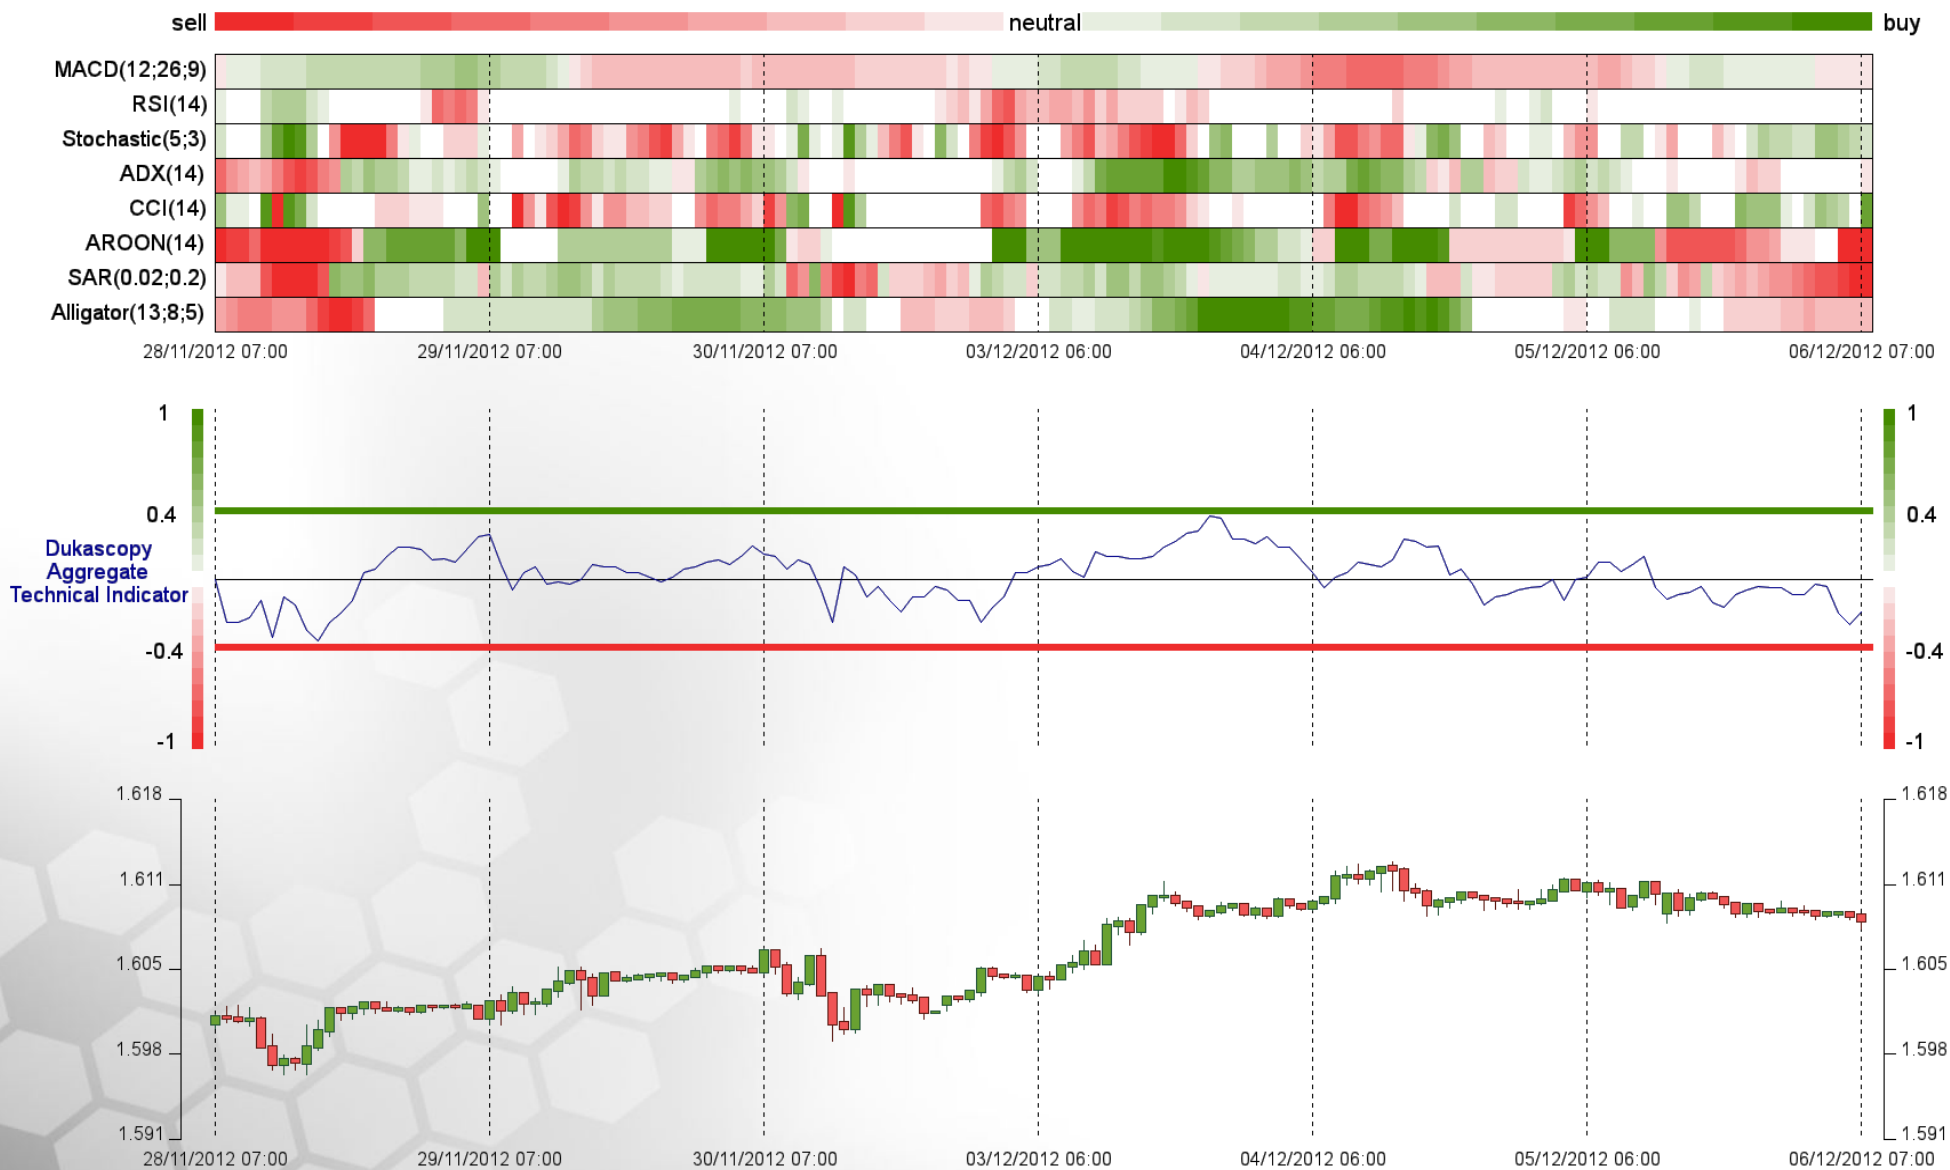 sell neutral buy
MACD(12;26;9)
RSI(14)
Stochastic(5;3)
ADX(14)
CCI(14)
AROON(14)
SAR(0.02;0.2)
Alligator(13;8;5)
28/11/2012 07:00 29/11/2012 07:00 30/11/2012 07:00 03/12/2012 06:00 04/12/2012 06:00 05/12/2012 06:00 06/12/2012 07:00
1 1
0.4 0.4
Dukascopy
Aggregate
Technical Indicator
-0.4 -0.4
-1 -1
1.618 1.618
1.611 1.611
1.605 1.605
1.598 1.598
1.591 1.591
28/11/2012 07:00 29/11/2012 07:00 30/11/2012 07:00 03/12/2012 06:00 04/12/2012 06:00 05/12/2012 06:00 06/12/2012 07:00